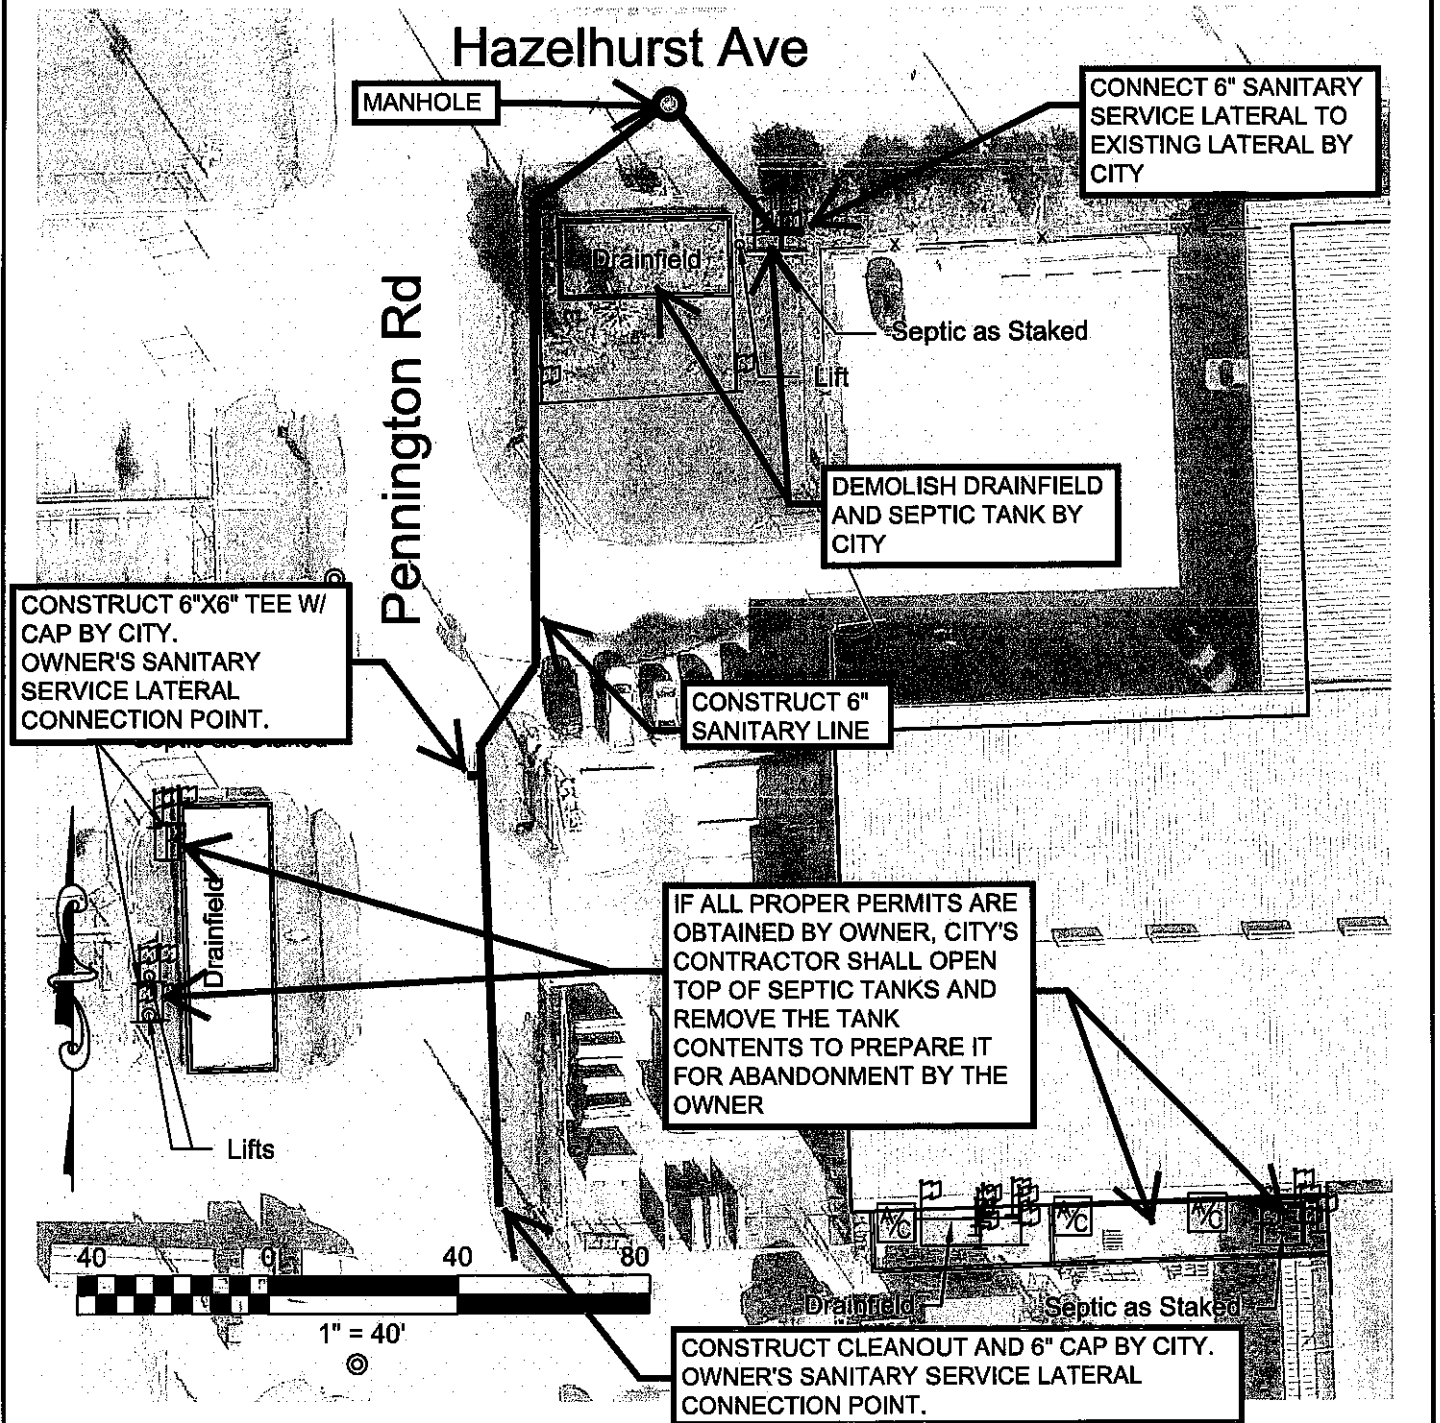 Hazelhurst Ave
MANHOLE
CONNECT 6" SANITARY
SERVICE LATERAL TO
EXISTING LATERAL BY
CITY
Drainfield
Pennington Rd
Septic as Staked
Lift
DEMOLISH DRAINFIELD
AND SEPTIC TANK BY
CITY
CONSTRUCT 6"X6" TEE W/
CAP BY CITY.
OWNER'S SANITARY
SERVICE LATERAL
CONNECTION POINT.
CONSTRUCT 6"
SANITARY LINE
Septic as Staked
Drainfield
IF ALL PROPER PERMITS ARE
OBTAINED BY OWNER, CITY'S
CONTRACTOR SHALL OPEN
TOP OF SEPTIC TANKS AND
REMOVE THE TANK
CONTENTS TO PREPARE IT
FOR ABANDONMENT BY THE
OWNER
Lifts
A/C
A/C
A/C
40 0 40 80
1" = 40'
Drainfield
Septic as Staked
CONSTRUCT CLEANOUT AND 6" CAP BY CITY.
OWNER'S SANITARY SERVICE LATERAL
CONNECTION POINT.